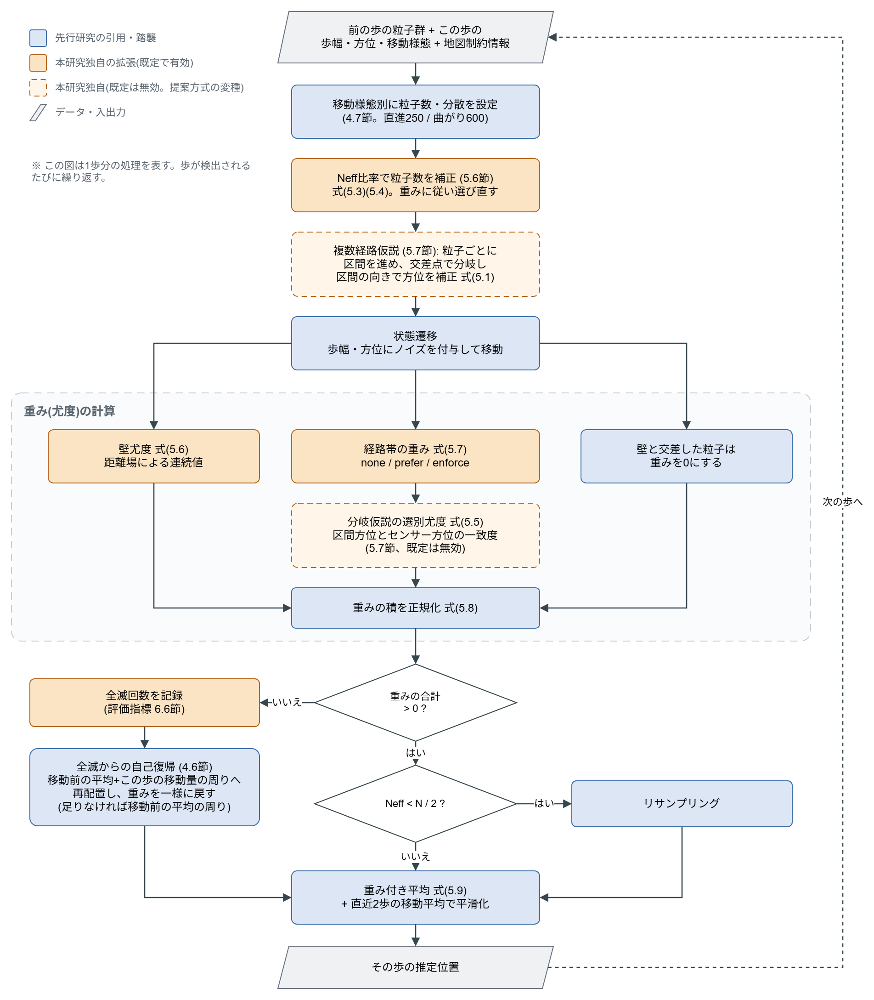 先行研究の引用・踏襲
本研究独自の拡張(既定で有効)
本研究独自(既定は無効。提案方式の変種)
データ・入出力
※ この図は1歩分の処理を表す。歩が検出される
たびに繰り返す。
前の歩の粒子群 + この歩の
歩幅・方位・移動様態 + 地図制約情報
移動様態別に粒子数・分散を設定
(4.7節。直進250 / 曲がり600)
Neff比率で粒子数を補正 (5.6節)
式(5.3)(5.4)。重みに従い選び直す
複数経路仮説 (5.7節): 粒子ごとに
区間を進め、交差点で分岐し
区間の向きで方位を補正 式(5.1)
状態遷移
歩幅・方位にノイズを付与して移動
重み(尤度)の計算
壁尤度 式(5.6)
距離場による連続値
経路帯の重み 式(5.7)
none / prefer / enforce
壁と交差した粒子は
重みを0にする
次の歩へ
分岐仮説の選別尤度 式(5.5)
区間方位とセンサー方位の一致度
(5.7節、既定は無効)
重みの積を正規化 式(5.8)
重みの合計
> 0 ?
いいえ
全滅回数を記録
(評価指標 6.6節)
はい
全滅からの自己復帰 (4.6節)
移動前の平均+この歩の移動量の周りへ
再配置し、重みを一様に戻す
(足りなければ移動前の平均の周り)
Neff < N / 2 ?
はい
リサンプリング
いいえ
重み付き平均 式(5.9)
+ 直近2歩の移動平均で平滑化
その歩の推定位置